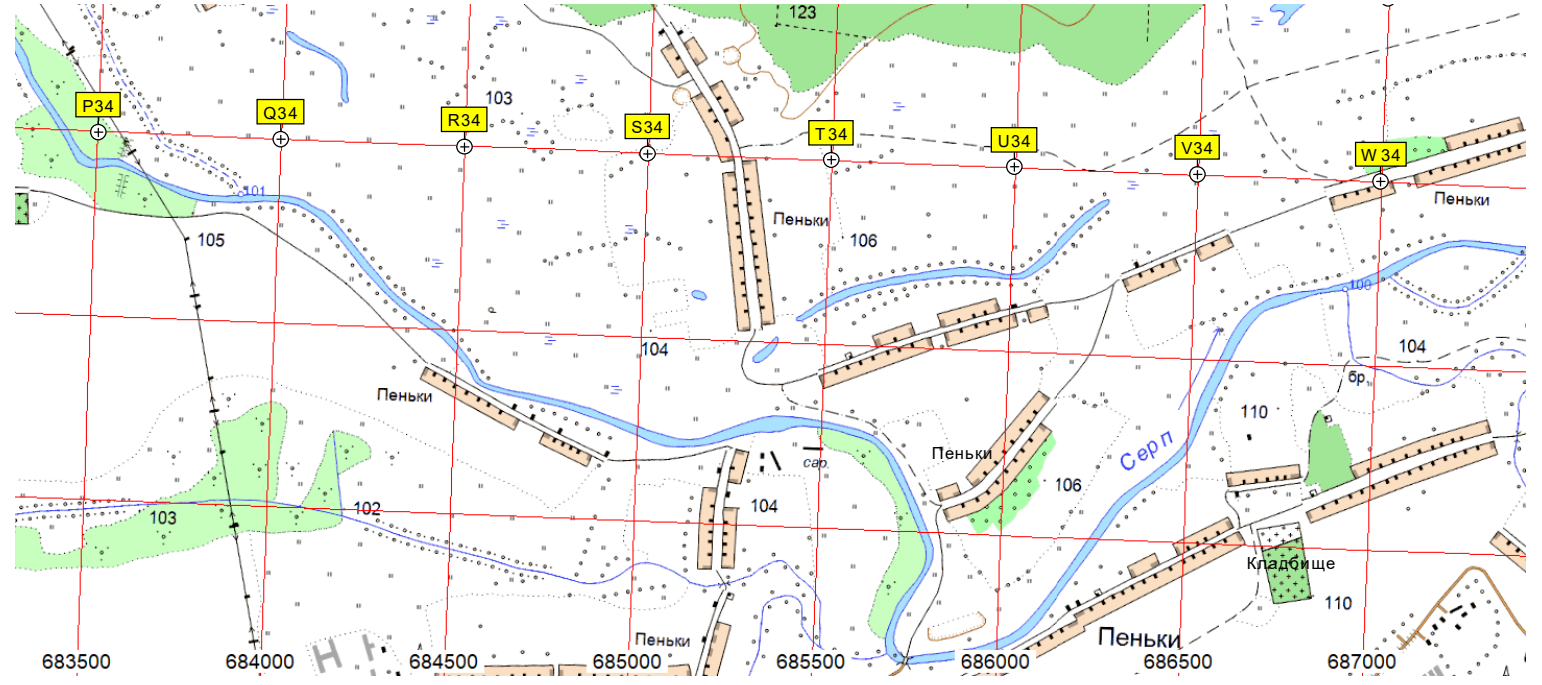 123
103
P34
Q34
R34
S34
T34
U34
V34
W34
101
Пеньки
Пеньки
105
106
100
104
104
бр.
Пеньки
110
Пеньки
Серп
сар.
106
103
102
104
Кладбище
110
Пеньки
Пеньки
683500
684000
684500
685000
685500
686000
686500
687000